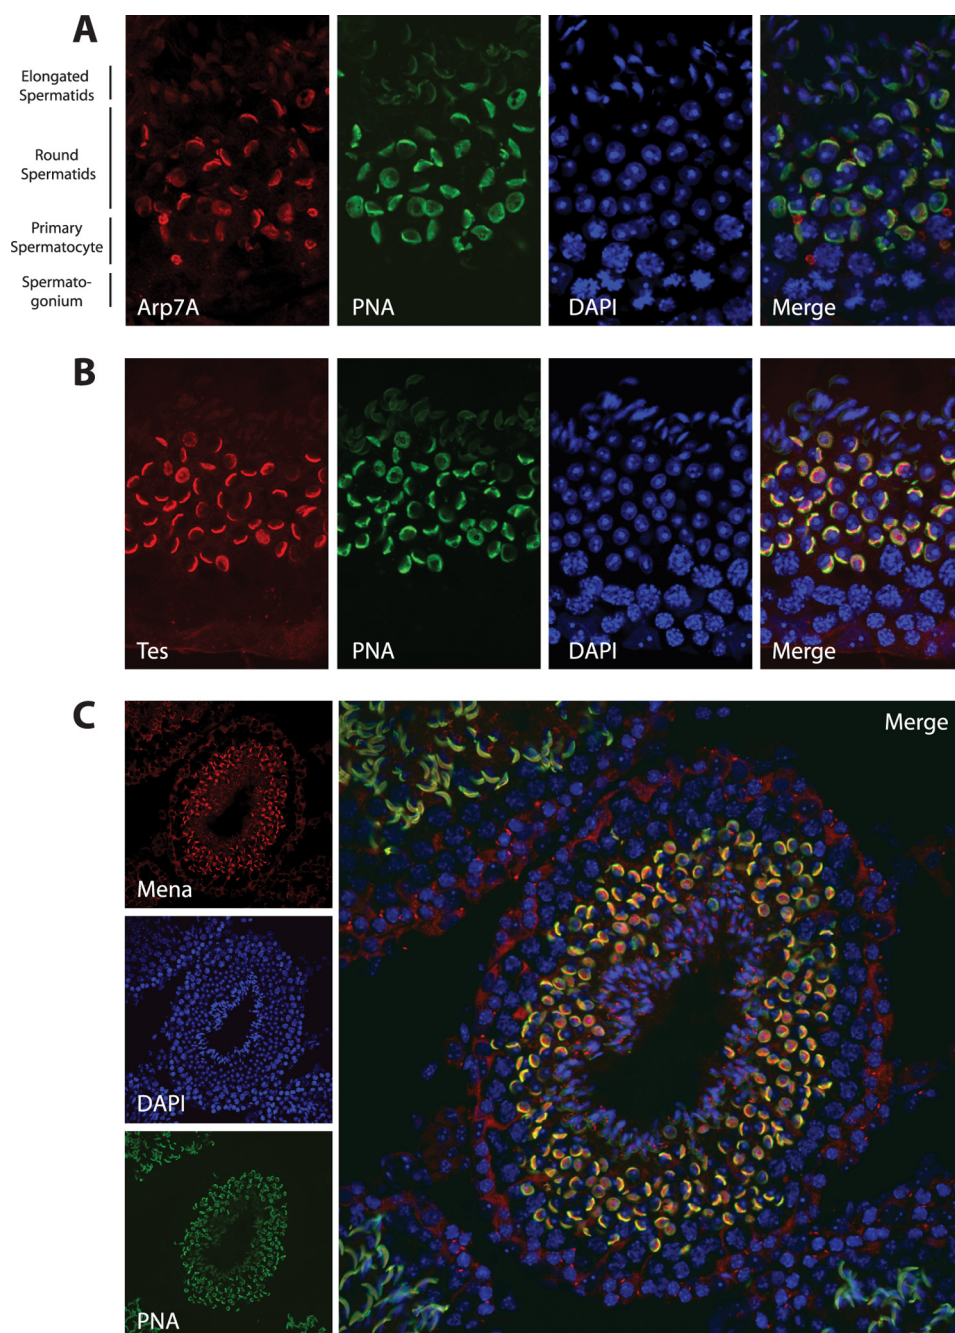 A
Elongated
Spermatids
Round
Spermatids
Primary
Spermatocyte
Spermato-
gonium
Arp7A
PNA
DAPI
Merge
B
Tes
PNA
DAPI
Merge
C
Mena
DAPI
PNA
Merge